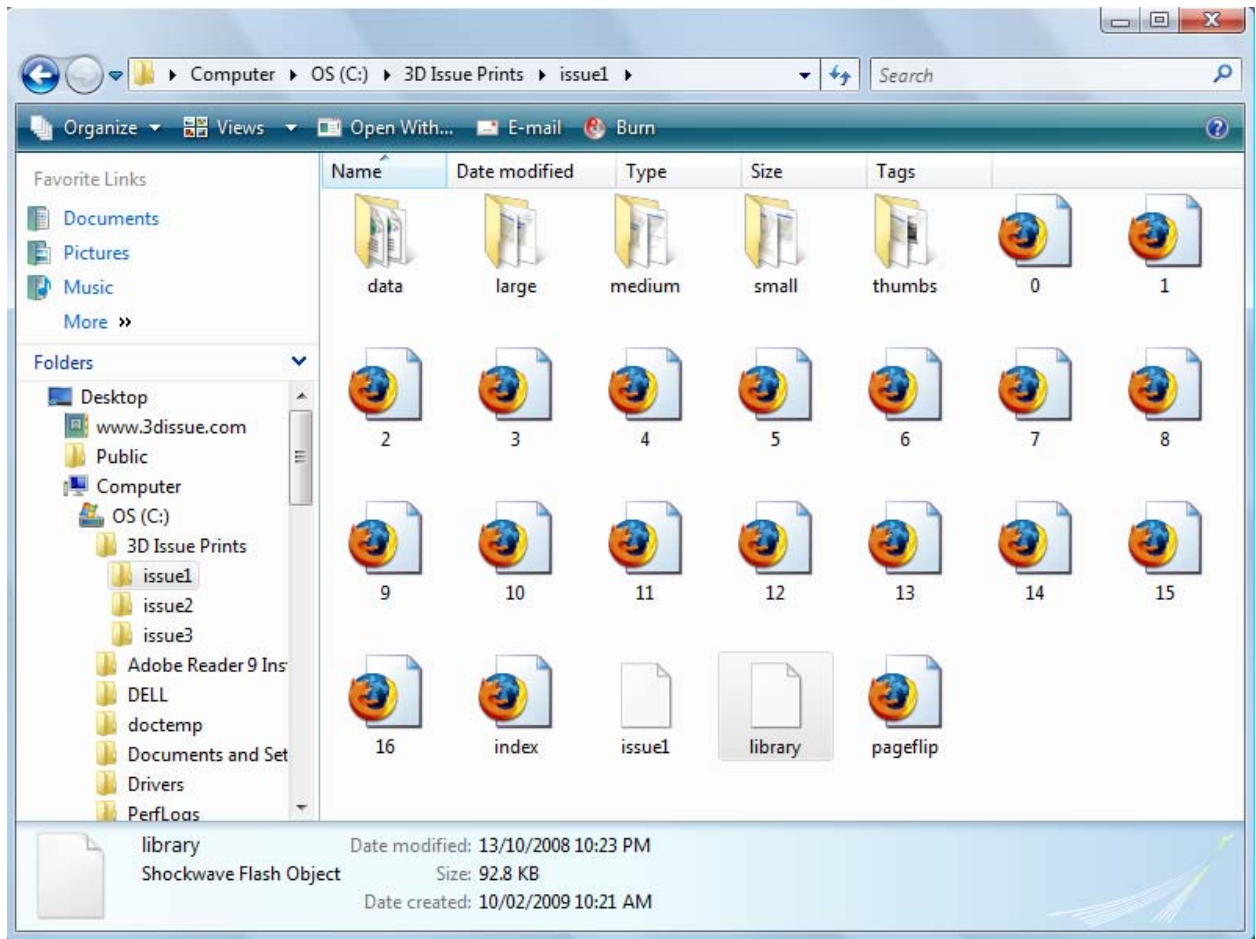 Computer OS (C:) 3D Issue Prints issue1 Search
Organize Views Open With... E-mail Burn
Favorite Links
Documents
Pictures
Music
More »
Folders
Desktop
www.3dissue.com
Public
Computer
OS (C:)
3D Issue Prints
issue1
issue2
issue3
Adobe Reader 9 Ins
DELL
doctemp
Documents and Set
Drivers
PerfLogs
Name Date modified Type Size Tags
data large medium small thumbs 0 1
2 3 4 5 6 7 8
9 10 11 12 13 14 15
16 index issue1 library pageflip
library Date modified: 13/10/2008 10:23 PM
Shockwave Flash Object Size: 92.8 KB
Date created: 10/02/2009 10:21 AM